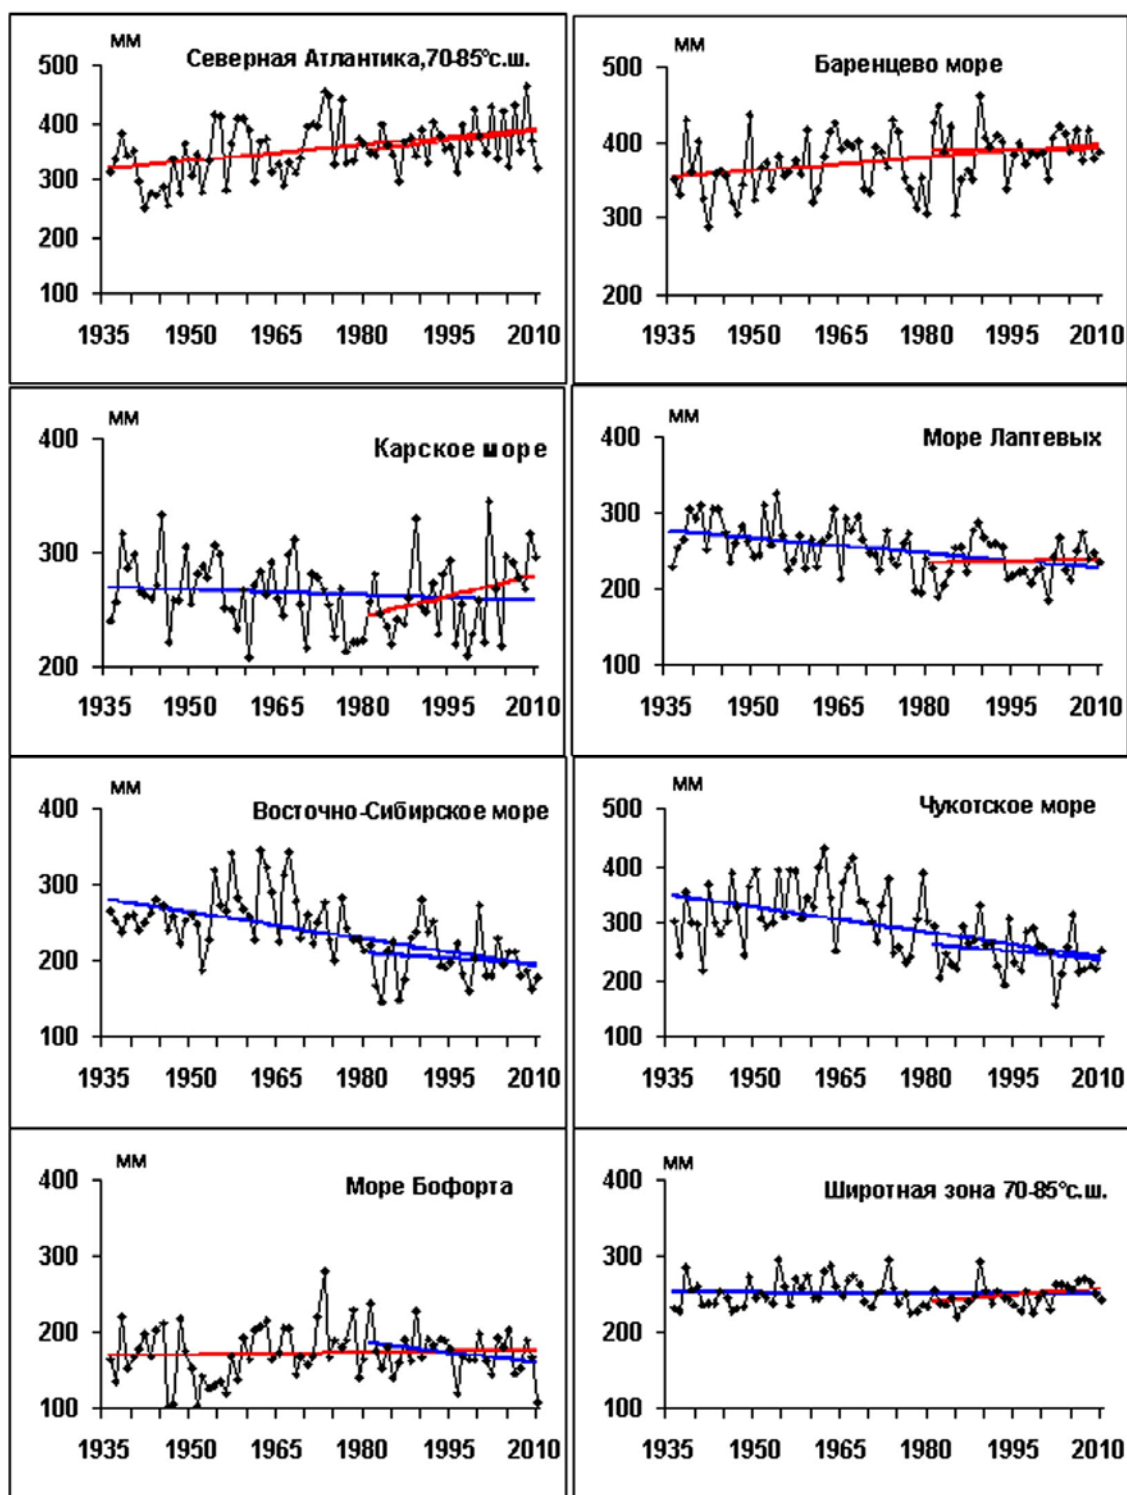 мм
Северная Атлантика,70-85°с.ш.
500
400
300
200
100
1935 1950 1965 1980 1995 2010
мм
Баренцево море
500
400
300
200
1935 1950 1965 1980 1995 2010
мм
Карское море
400
300
200
1935 1950 1965 1980 1995 2010
мм
Море Лаптевых
400
300
200
100
1935 1950 1965 1980 1995 2010
мм
Восточно-Сибирское море
400
300
200
100
1935 1950 1965 1980 1995 2010
мм
Чукотское море
500
400
300
200
100
1935 1950 1965 1980 1995 2010
мм
Море Бофорта
400
300
200
100
1935 1950 1965 1980 1995 2010
мм
Широтная зона 70-85°с.ш.
400
300
200
100
1935 1950 1965 1980 1995 2010